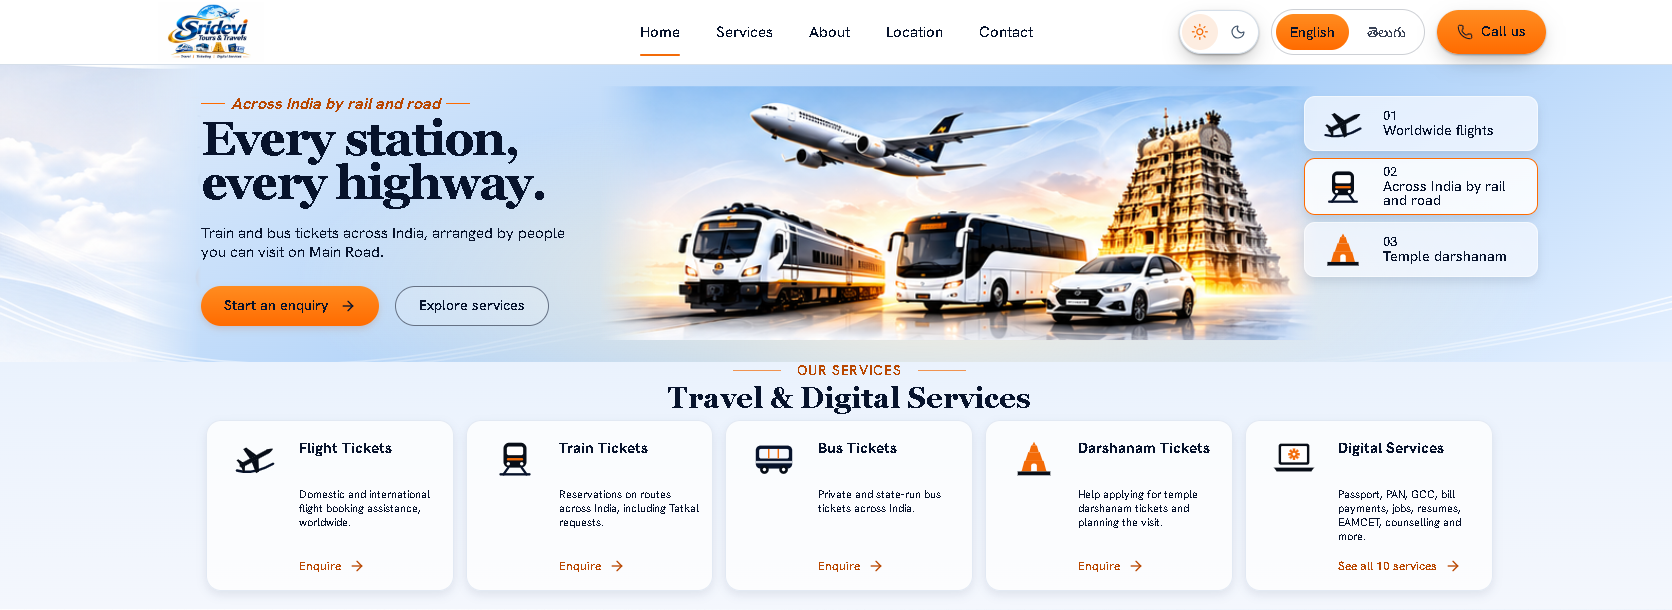 Sridevi
Tours & Travels
Travel | Ticketing | Digital Services
Home
Services
About
Location
Contact
English
తెలుగు
Call us
Across India by rail and road
Every station,
every highway.
Train and bus tickets across India, arranged by people
you can visit on Main Road.
Start an enquiry
Explore services
01
Worldwide flights
02
Across India by rail
and road
03
Temple darshanam
OUR SERVICES
Travel & Digital Services
Flight Tickets
Domestic and international
flight booking assistance,
worldwide.
Enquire
Train Tickets
Reservations on routes
across India, including Tatkal
requests.
Enquire
Bus Tickets
Private and state-run bus
tickets across India.
Enquire
Darshanam Tickets
Help applying for temple
darshanam tickets and
planning the visit.
Enquire
Digital Services
Passport, PAN, GCC, bill
payments, jobs, resumes,
EAMCET, counselling and
more.
See all 10 services